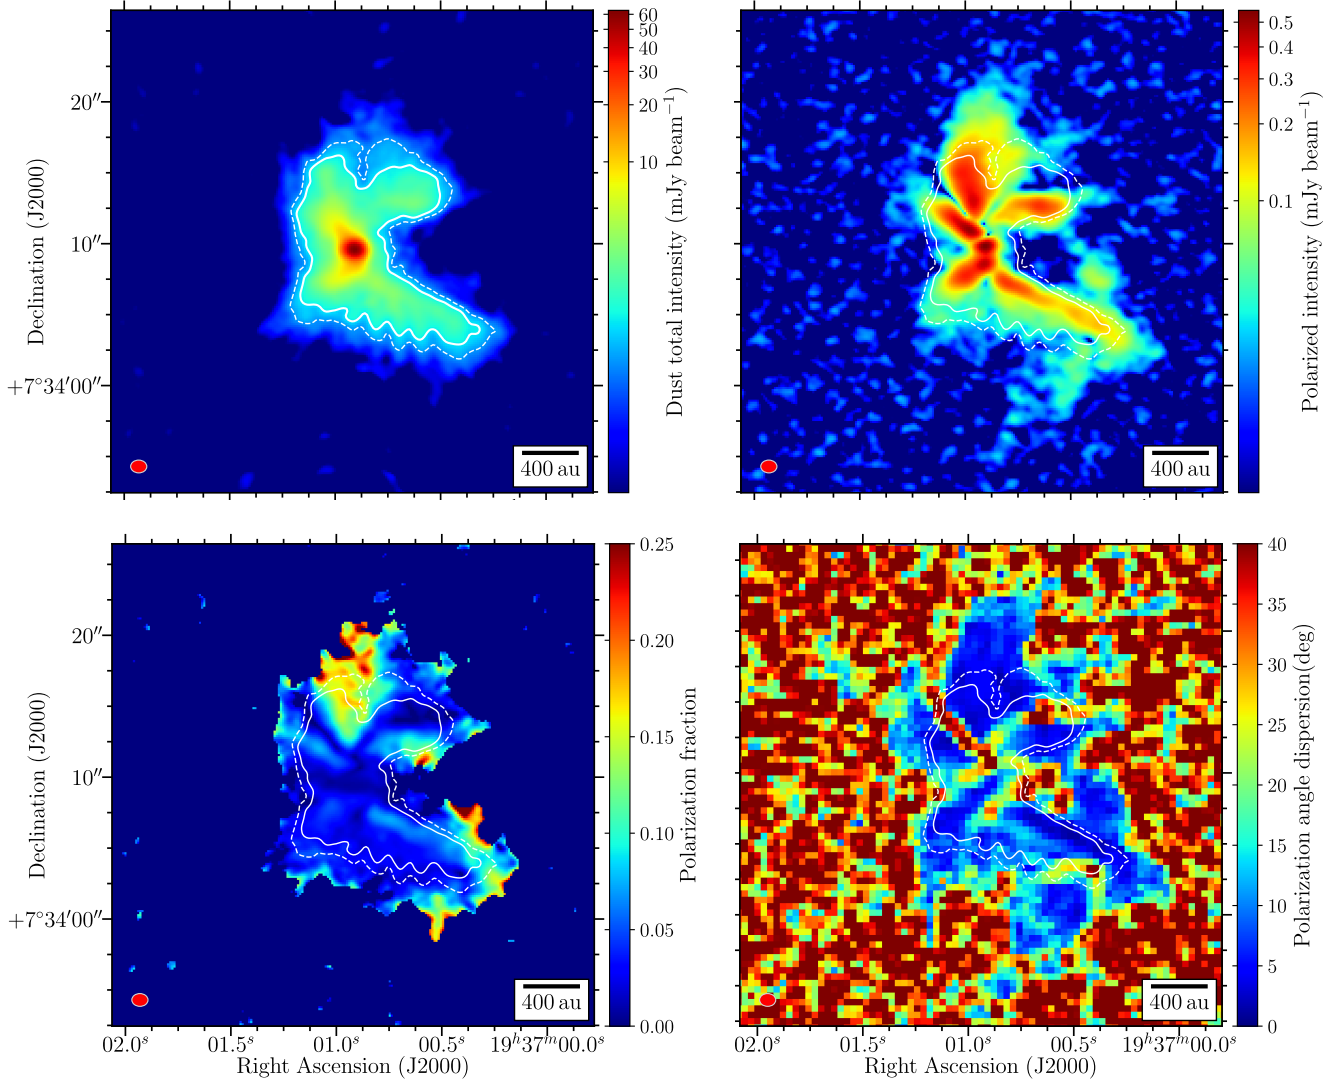 20″
10″
+7°34′00″
Declination (J2000)
400 au
60
50
40
30
20
10
Dust total intensity (mJy beam⁻¹)
400 au
0.5
0.4
0.3
0.2
0.1
Polarized intensity (mJy beam⁻¹)
20″
10″
+7°34′00″
Declination (J2000)
400 au
02.0ˢ 01.5ˢ 01.0ˢ 00.5ˢ 19ʰ37ᵐ00.0ˢ
Right Ascension (J2000)
0.25
0.20
0.15
0.10
0.05
0.00
Polarization fraction
400 au
02.0ˢ 01.5ˢ 01.0ˢ 00.5ˢ 19ʰ37ᵐ00.0ˢ
Right Ascension (J2000)
40
35
30
25
20
15
10
5
0
Polarization angle dispersion(deg)